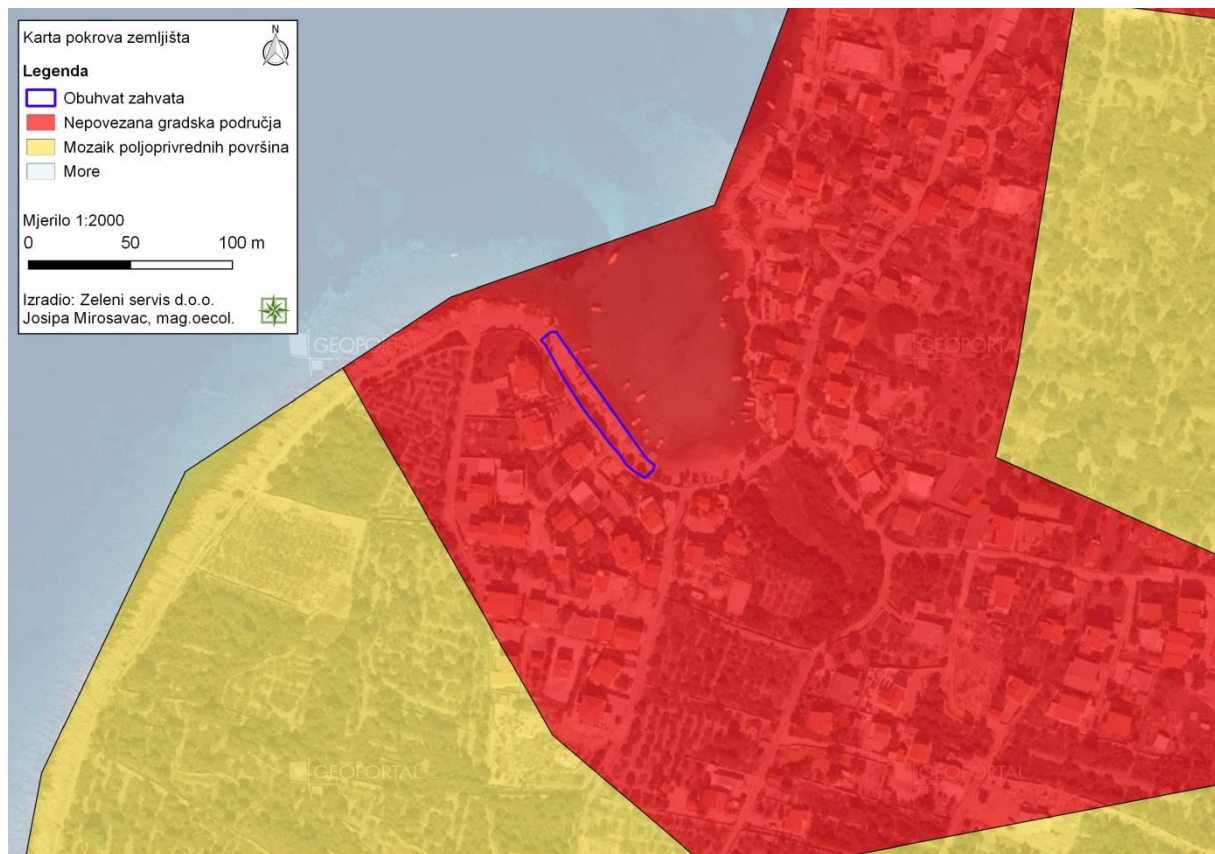 Karta pokrova zemljišta
N
Legenda
Obuhvat zahvata
Nepovezana gradska područja
Mozaik poljoprivrednih površina
More
Mjerilo 1:2000
0 50 100 m
Izradio: Zeleni servis d.o.o.
Josipa Mirosavac, mag.oecol.
GEOPORTAL
GEOPORTAL
GEOPORTAL
GEOPORTAL